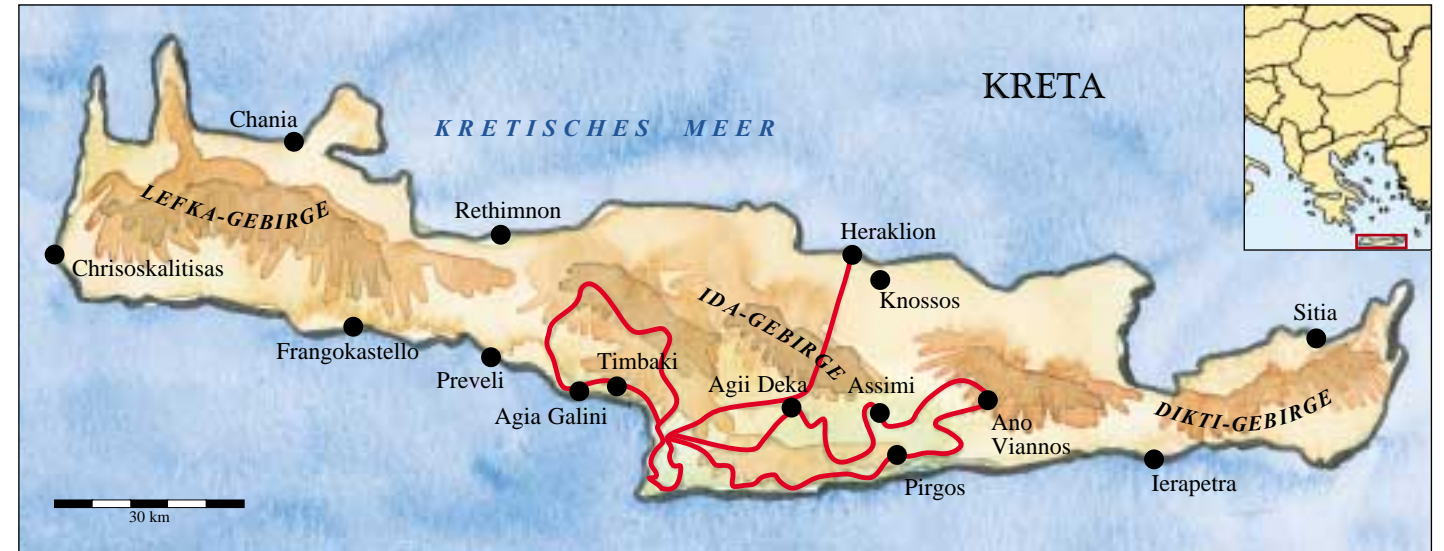 KRETA
Chania
KRETISCHES MEER
LEFKA-GEBIRGE
Rethimnon
Heraklion
Chrisoskalitisas
Knossos
IDA-GEBIRGE
Sitia
Frangokastello
Timbaki
Preveli
Agii Deka
Assimi
Agia Galini
DIKTI-GEBIRGE
Ano
Viannos
Pirgos
Ierapetra
30 km